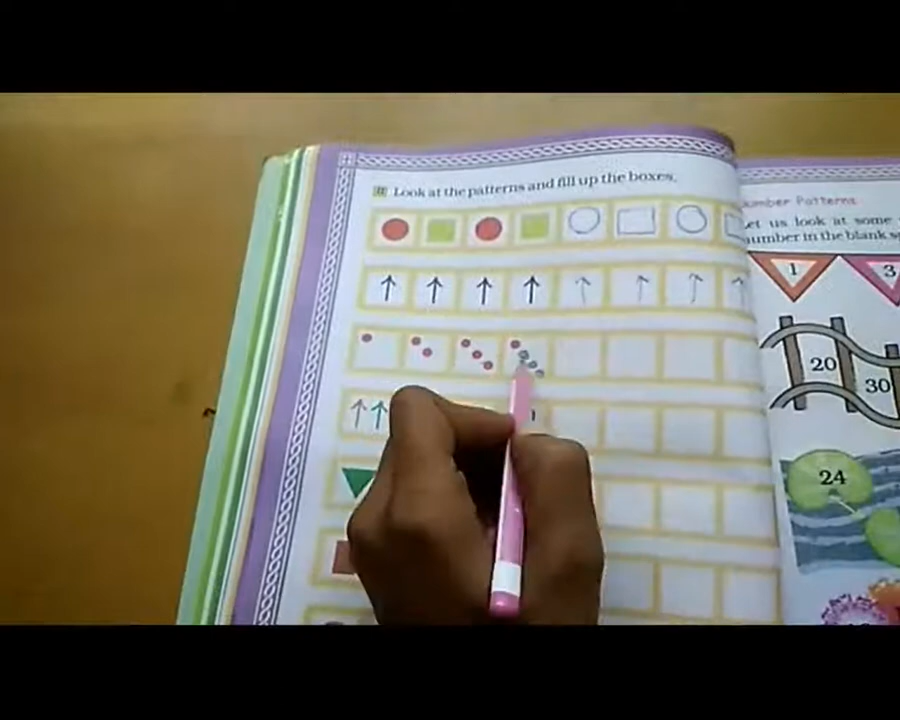 Look at the patterns and fill up the boxes.
Number Patterns
Let us look at some
number in the blank
1
3
20
30
24